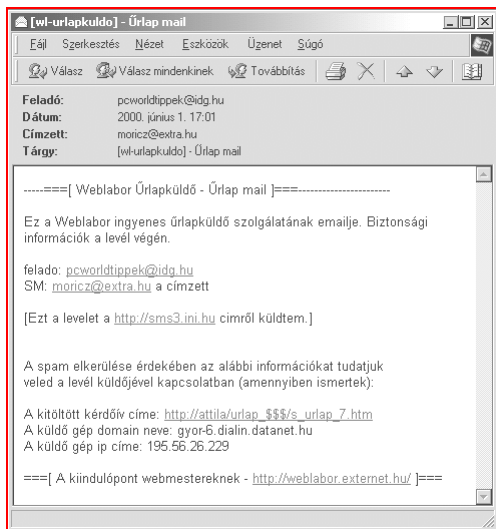 [wl-urlapkuldo] - Űrlap mail
Fájl Szerkesztés Nézet Eszközök Üzenet Súgó
Válasz Válasz mindenkinek Továbbítás
Feladó: pcworldtippek@idg.hu
Dátum: 2000. június 1. 17:01
Címzett: moricz@extra.hu
Tárgy: [wl-urlapkuldo] - Űrlap mail
-----===[ Weblabor Űrlapküldő - Űrlap mail ]===-----------------------
Ez a Weblabor ingyenes űrlapküldő szolgálatának emailje. Biztonsági
információk a levél végén.
felado: pcworldtippek@idg.hu
SM: moricz@extra.hu a címzett
[Ezt a levelet a http://sms3.ini.hu cimről küldtem.]
A spam elkerülése érdekében az alábbi információkat tudatjuk
veled a levél küldőjével kapcsolatban (amennyiben ismertek):
A kitöltött kérdőív címe: http://attila/urlap_$$$/s_urlap_7.htm
A küldő gép domain neve: gyor-6.dialin.datanet.hu
A küldő gép ip címe: 195.56.26.229
===[ A kiindulópont webmestereknek - http://weblabor.externet.hu/ ]===